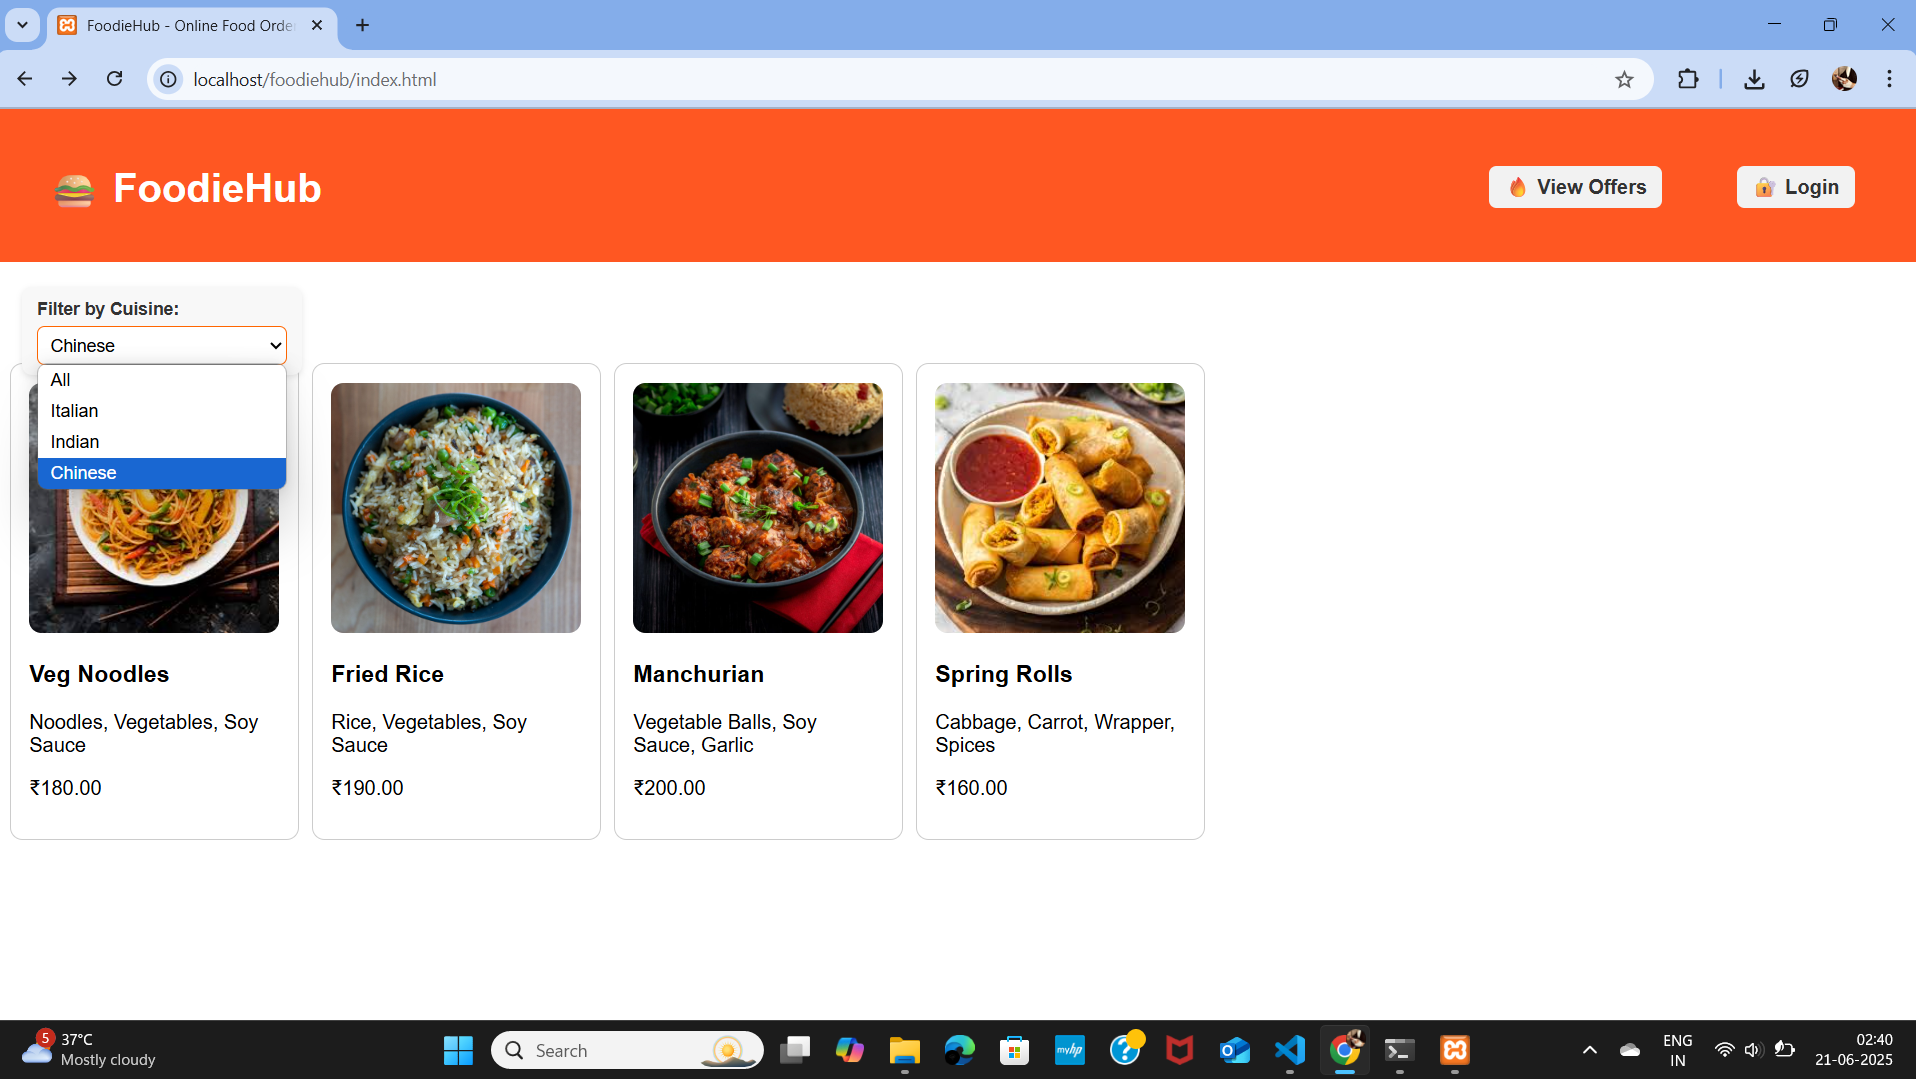 FoodieHub - Online Food Orde
localhost/foodiehub/index.html
FoodieHub
View Offers
Login
Filter by Cuisine:
Chinese
All
Italian
Indian
Chinese
Veg Noodles
Noodles, Vegetables, Soy
Sauce
₹180.00
Fried Rice
Rice, Vegetables, Soy
Sauce
₹190.00
Manchurian
Vegetable Balls, Soy
Sauce, Garlic
₹200.00
Spring Rolls
Cabbage, Carrot, Wrapper,
Spices
₹160.00
5
37°C
Mostly cloudy
Search
myhp
ENG
IN
02:40
21-06-2025